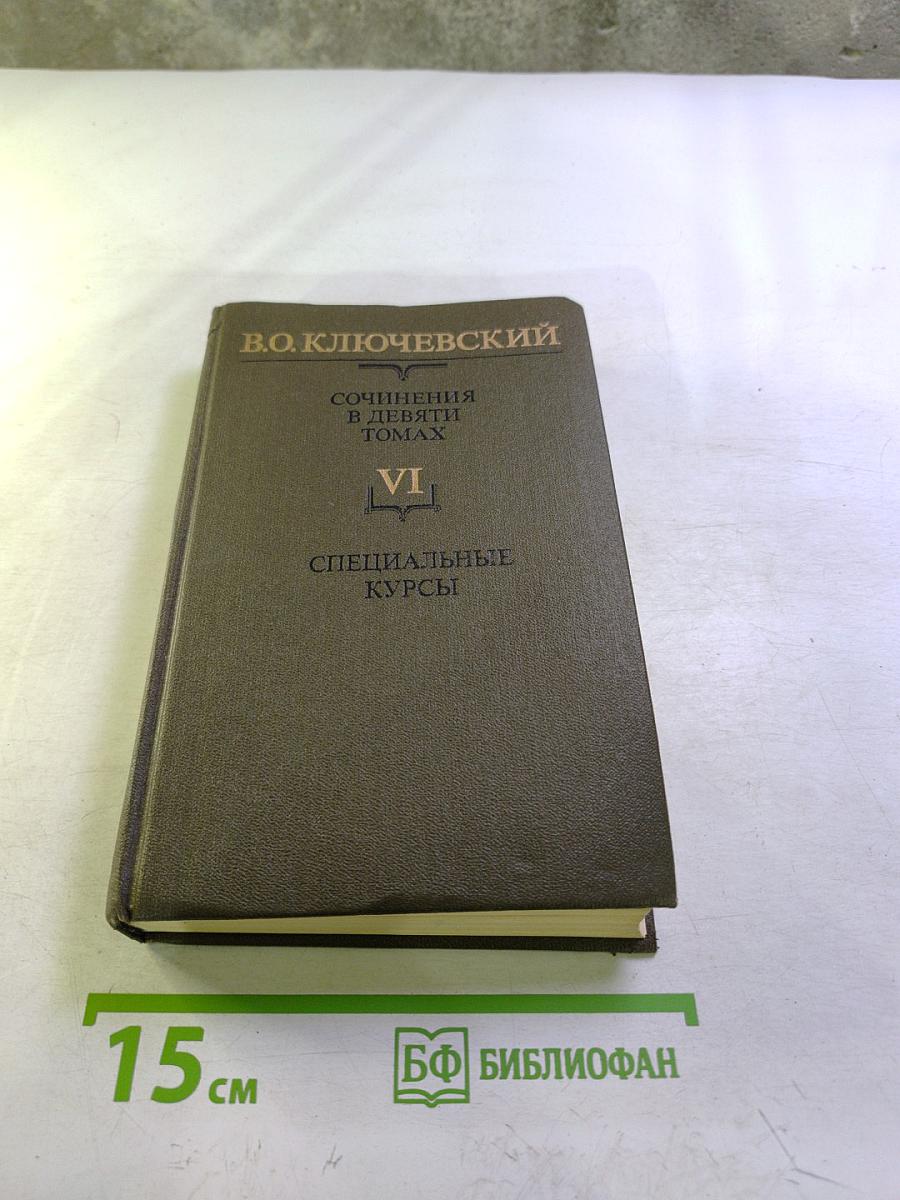 В.О.КЛЮЧЕВСКИЙ
СОЧИНЕНИЯ
В ДЕВЯТИ
ТОМАХ
VI
СПЕЦИАЛЬНЫЕ
КУРСЫ
15 см
БФ БИБЛИОФАН